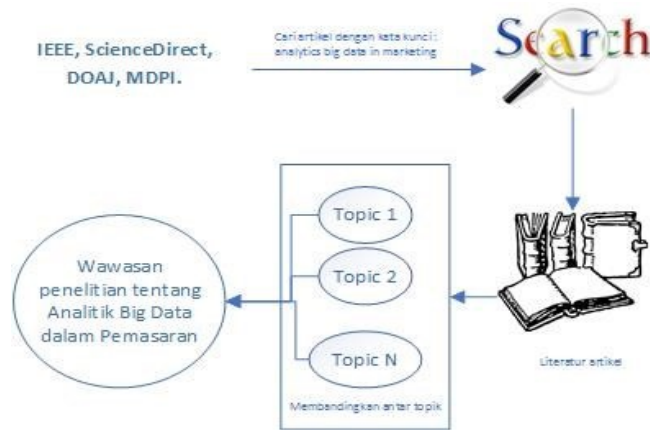 IEEE, ScienceDirect,
DOAJ, MDPI.
Cari artikel dengan kata kunci :
analytics big data in marketing
Search
Topic 1
Topic 2
Topic N
Membandingkan antar topik
Literatur artikel
Wawasan
penelitian tentang
Analitik Big Data
dalam Pemasaran